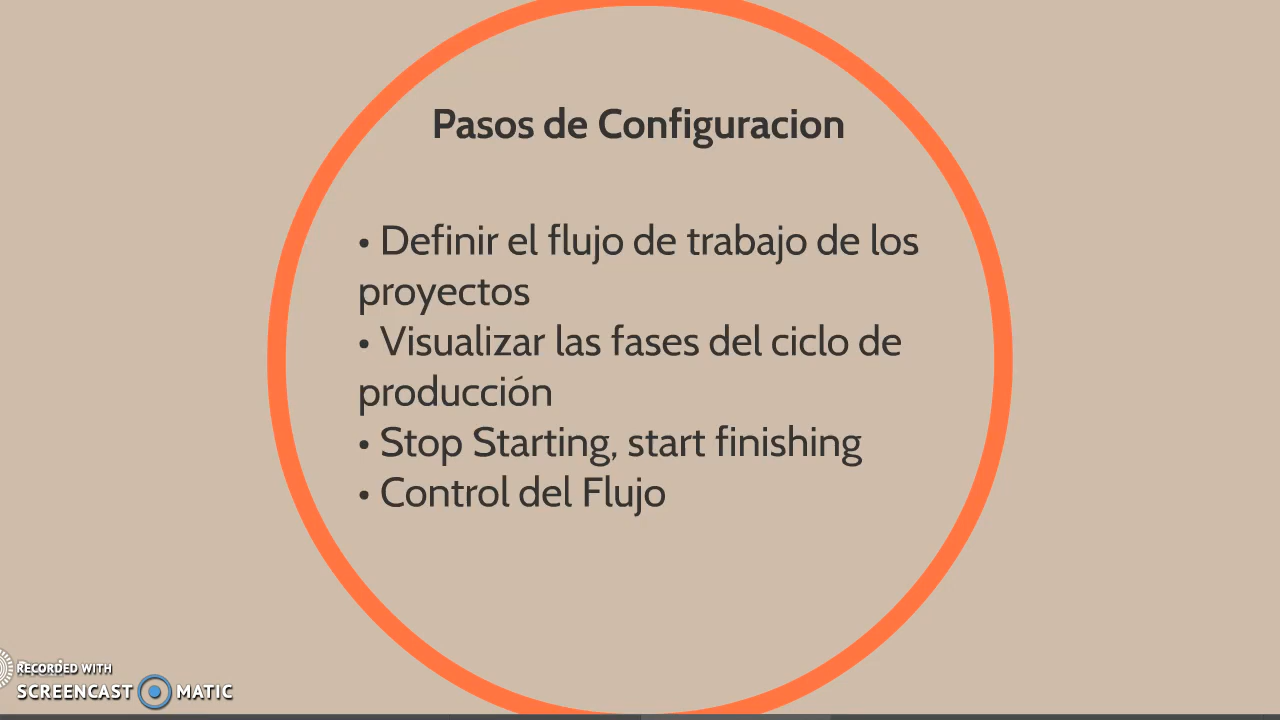 Pasos de Configuracion
• Definir el flujo de trabajo de los
proyectos
• Visualizar las fases del ciclo de
producción
• Stop Starting, start finishing
• Control del Flujo
RECORDED WITH
SCREENCAST MATIC